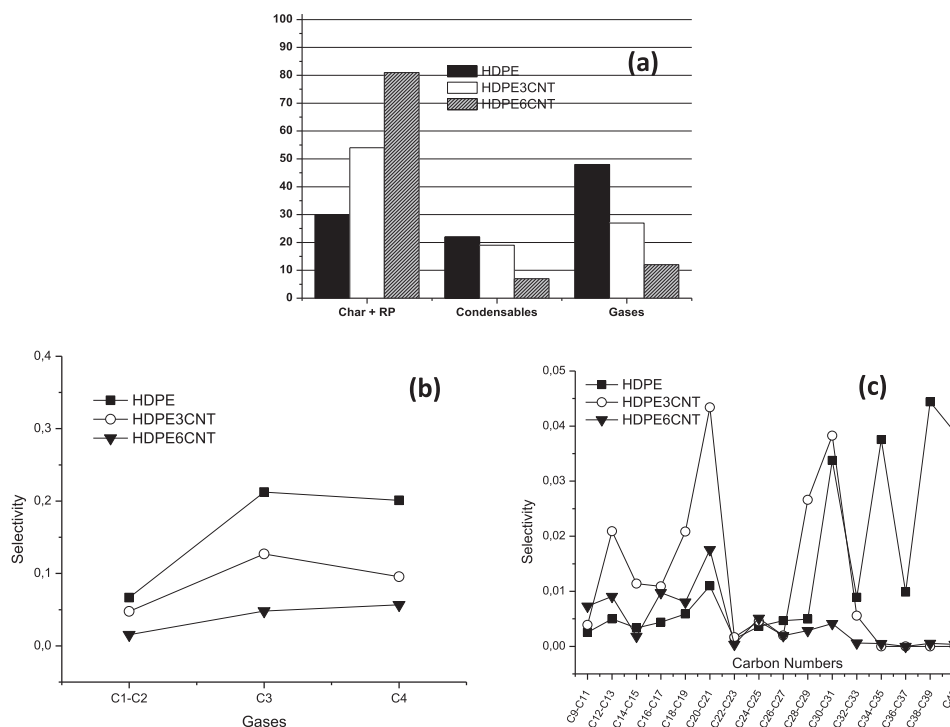 100
90
80
70
60
50
40
30
20
10
0
(a)
HDPE
HDPE3CNT
HDPE6CNT
Char + RP Condensables Gases
0,4
0,3
0,2
0,1
0,0
Selectivity
(b)
HDPE
HDPE3CNT
HDPE6CNT
C1-C2 C3 C4
Gases
0,05
0,04
0,03
0,02
0,01
0,00
Selectivity
(c)
HDPE
HDPE3CNT
HDPE6CNT
Carbon Numbers
C9-C11 C12-C13 C14-C15 C16-C17 C18-C19 C20-C21 C22-C23 C24-C25 C26-C27 C28-C29 C30-C31 C32-C33 C34-C35 C36-C37 C38-C39